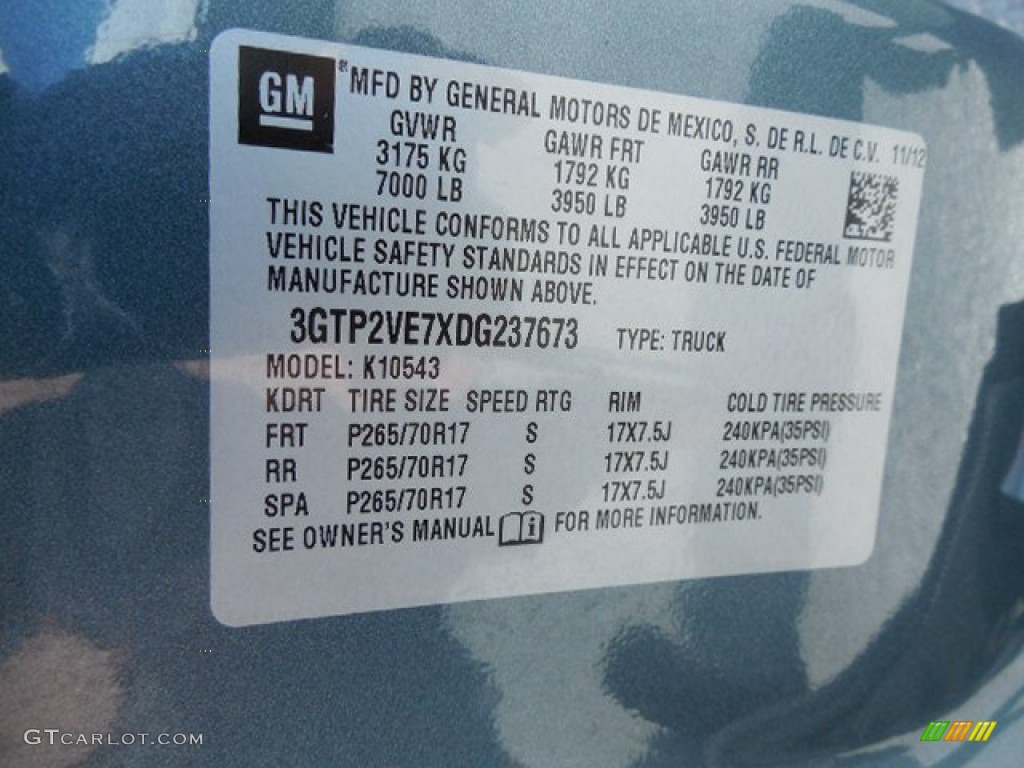 GM® MFD BY GENERAL MOTORS DE MEXICO, S. DE R.L. DE C.V. 11/12
GVWR GAWR FRT GAWR RR
3175 KG 1792 KG 1792 KG
7000 LB 3950 LB 3950 LB
THIS VEHICLE CONFORMS TO ALL APPLICABLE U.S. FEDERAL MOTOR
VEHICLE SAFETY STANDARDS IN EFFECT ON THE DATE OF
MANUFACTURE SHOWN ABOVE.
3GTP2VE7XDG237673 TYPE: TRUCK
MODEL: K10543
KDRT TIRE SIZE SPEED RTG RIM COLD TIRE PRESSURE
FRT P265/70R17 S 17X7.5J 240KPA(35PSI)
RR P265/70R17 S 17X7.5J 240KPA(35PSI)
SPA P265/70R17 S 17X7.5J 240KPA(35PSI)
SEE OWNER'S MANUAL i FOR MORE INFORMATION.
GTCARLOT.COM